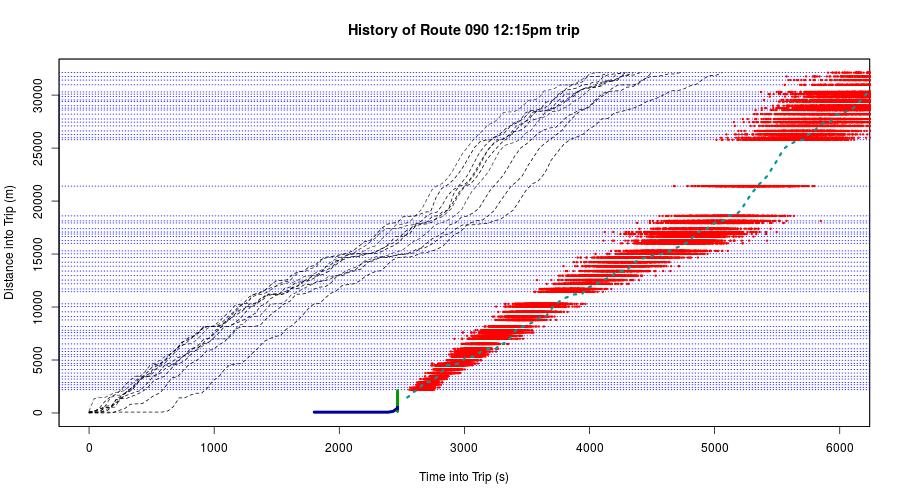 History of Route 090 12:15pm trip
Distance into Trip (m)
30000
25000
20000
15000
10000
5000
0
0 1000 2000 3000 4000 5000 6000
Time into Trip (s)